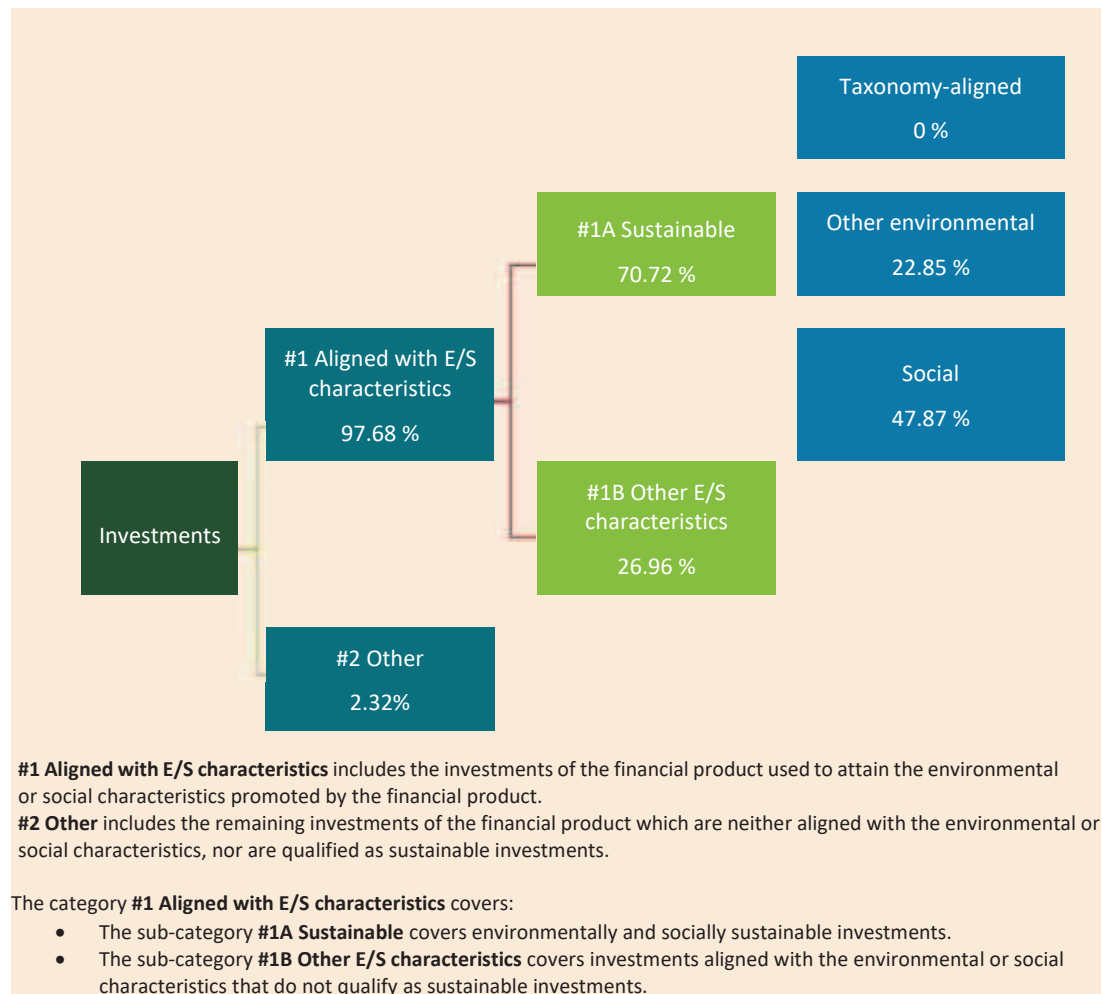 Taxonomy-aligned
0 %
#1A Sustainable
70.72 %
Other environmental
22.85 %
#1 Aligned with E/S
characteristics
97.68 %
Social
47.87 %
Investments
#1B Other E/S
characteristics
26.96 %
#2 Other
2.32%
#1 Aligned with E/S characteristics includes the investments of the financial product used to attain the environmental
or social characteristics promoted by the financial product.
#2 Other includes the remaining investments of the financial product which are neither aligned with the environmental or
social characteristics, nor are qualified as sustainable investments.
The category #1 Aligned with E/S characteristics covers:
• The sub-category #1A Sustainable covers environmentally and socially sustainable investments.
• The sub-category #1B Other E/S characteristics covers investments aligned with the environmental or social
characteristics that do not qualify as sustainable investments.